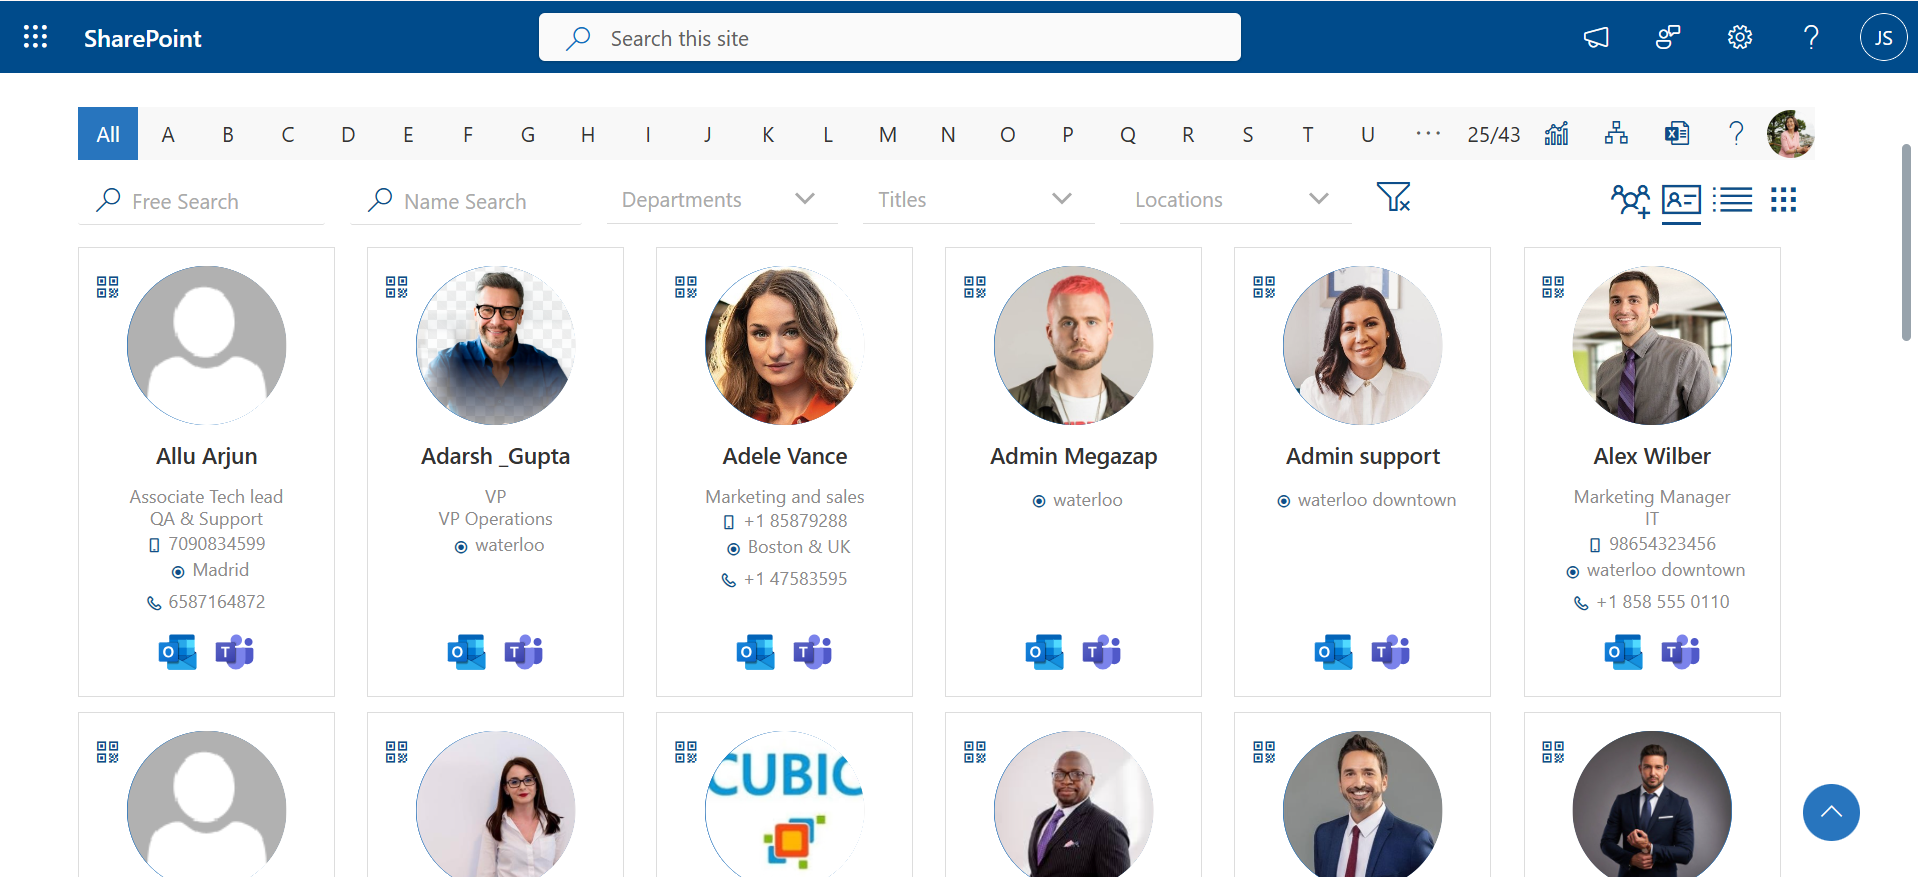 SharePoint
Search this site
JS
All A B C D E F G H I J K L M N O P Q R S T U ··· 25/43
Free Search
Name Search
Departments
Titles
Locations
Allu Arjun
Associate Tech lead
QA & Support
7090834599
Madrid
6587164872
Adarsh _Gupta
VP
VP Operations
waterloo
Adele Vance
Marketing and sales
+1 85879288
Boston & UK
+1 47583595
Admin Megazap
waterloo
Admin support
waterloo downtown
Alex Wilber
Marketing Manager
IT
98654323456
waterloo downtown
+1 858 555 0110
CUBIC